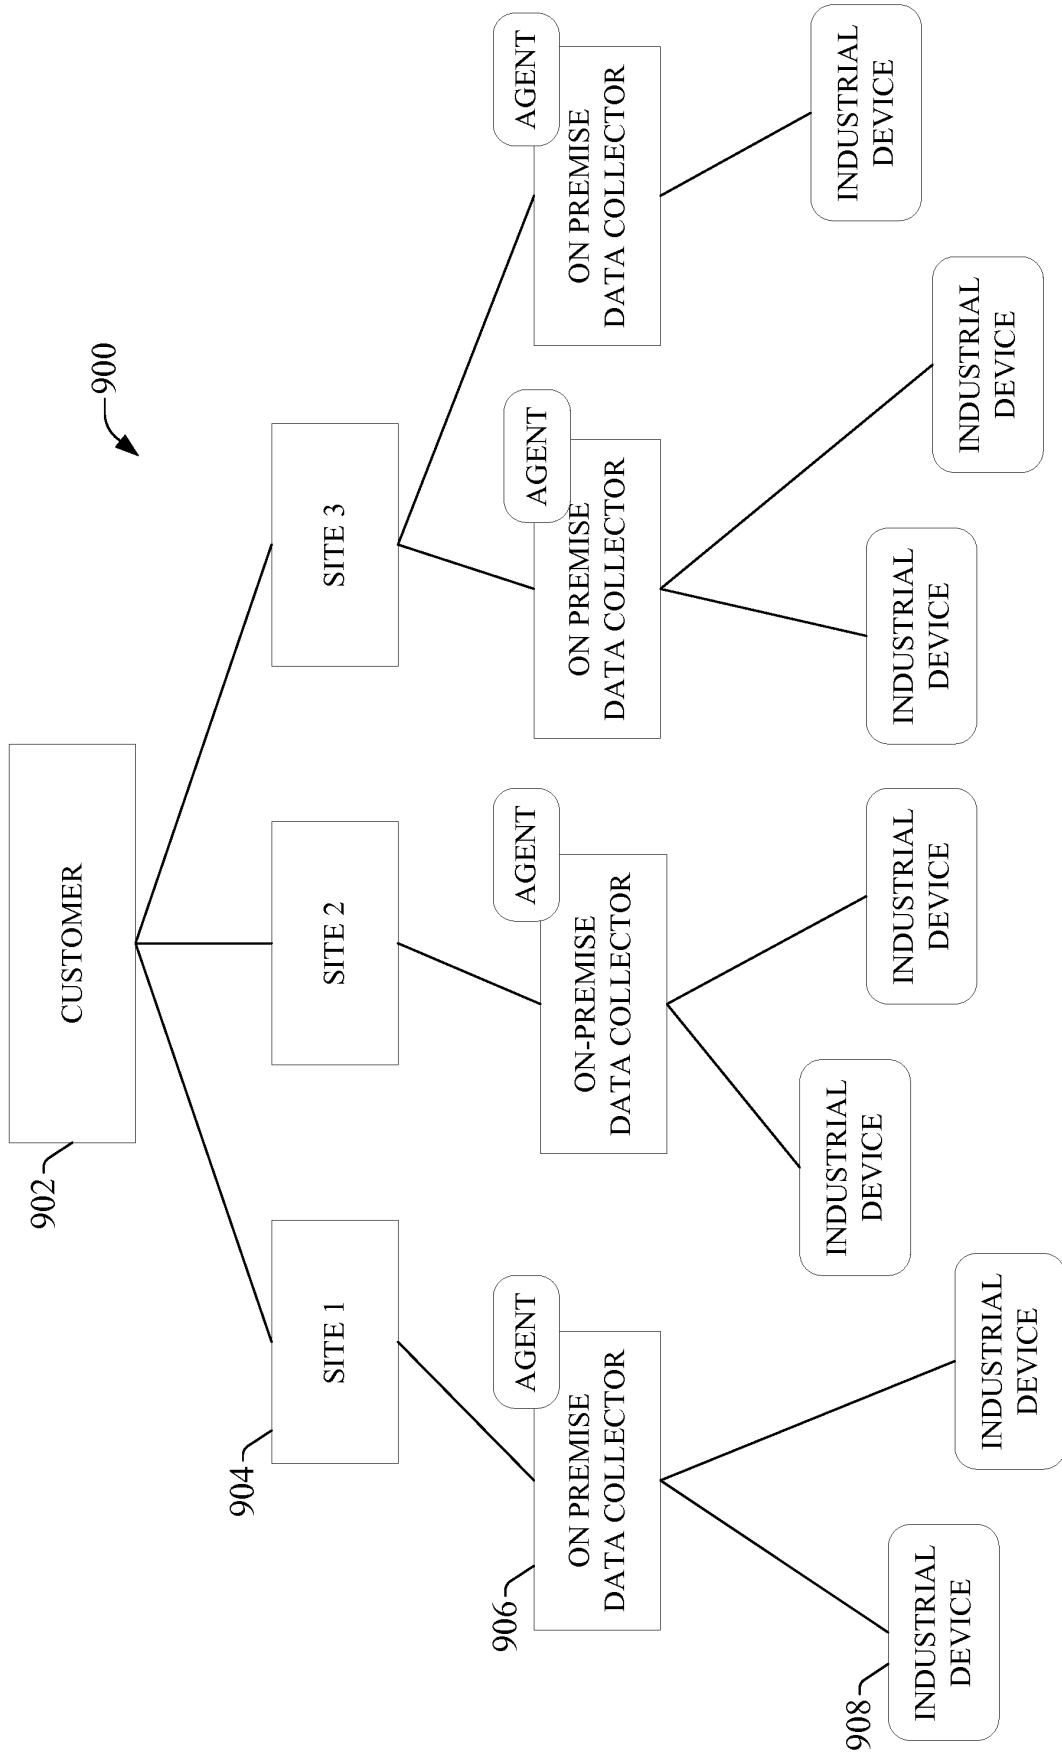 900
902
CUSTOMER
904
SITE 1
SITE 2
SITE 3
906
AGENT
ON PREMISE
DATA COLLECTOR
AGENT
ON-PREMISE
DATA COLLECTOR
AGENT
ON PREMISE
DATA COLLECTOR
AGENT
ON PREMISE
DATA COLLECTOR
908
INDUSTRIAL
DEVICE
INDUSTRIAL
DEVICE
INDUSTRIAL
DEVICE
INDUSTRIAL
DEVICE
INDUSTRIAL
DEVICE
INDUSTRIAL
DEVICE
INDUSTRIAL
DEVICE